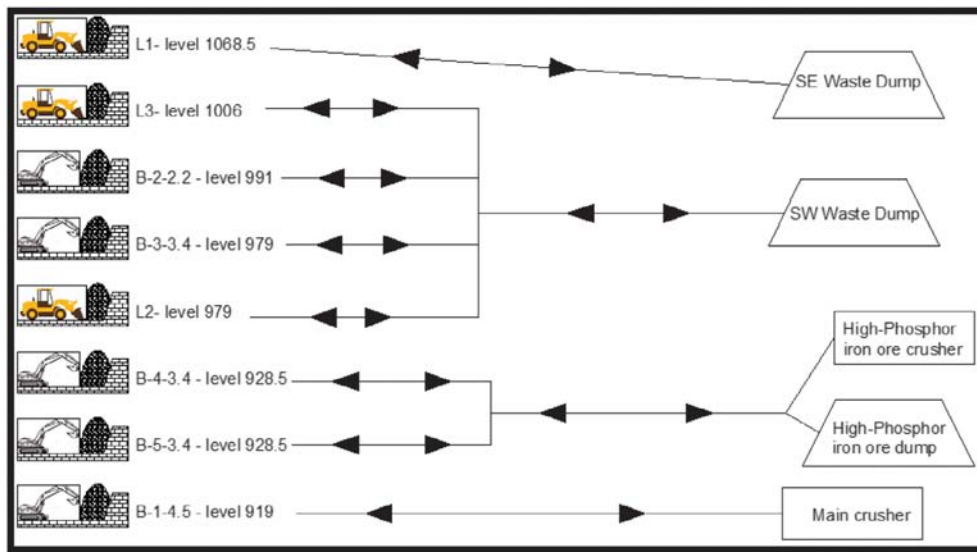 L1- level 1068.5
SE Waste Dump
L3- level 1006
B-2-2.2 - level 991
SW Waste Dump
B-3-3.4 - level 979
L2- level 979
High-Phosphor
iron ore crusher
B-4-3.4 - level 928.5
High-Phosphor
iron ore dump
B-5-3.4 - level 928.5
B-1-4.5 - level 919
Main crusher